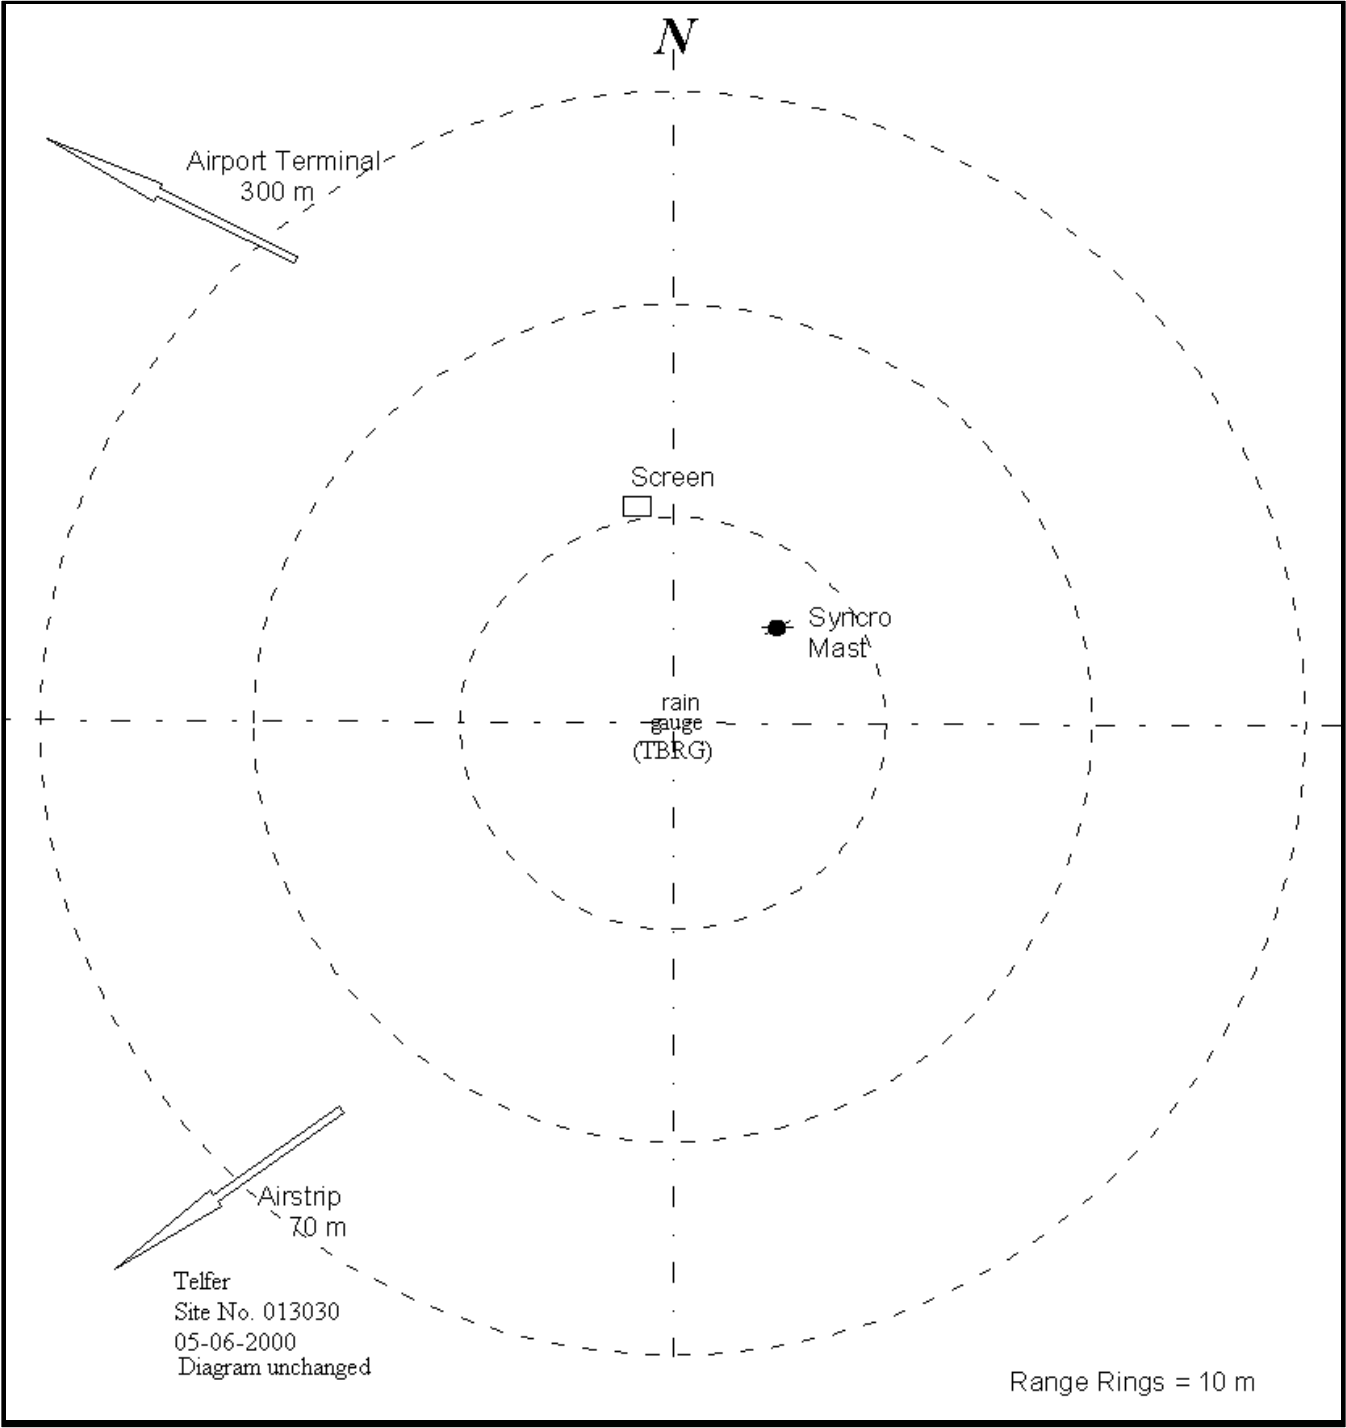 N
Airport Terminal
300 m
Screen
Syncro
Mast
rain
gauge
(TBRG)
Airstrip
70 m
Telfer
Site No. 013030
05-06-2000
Diagram unchanged
Range Rings = 10 m